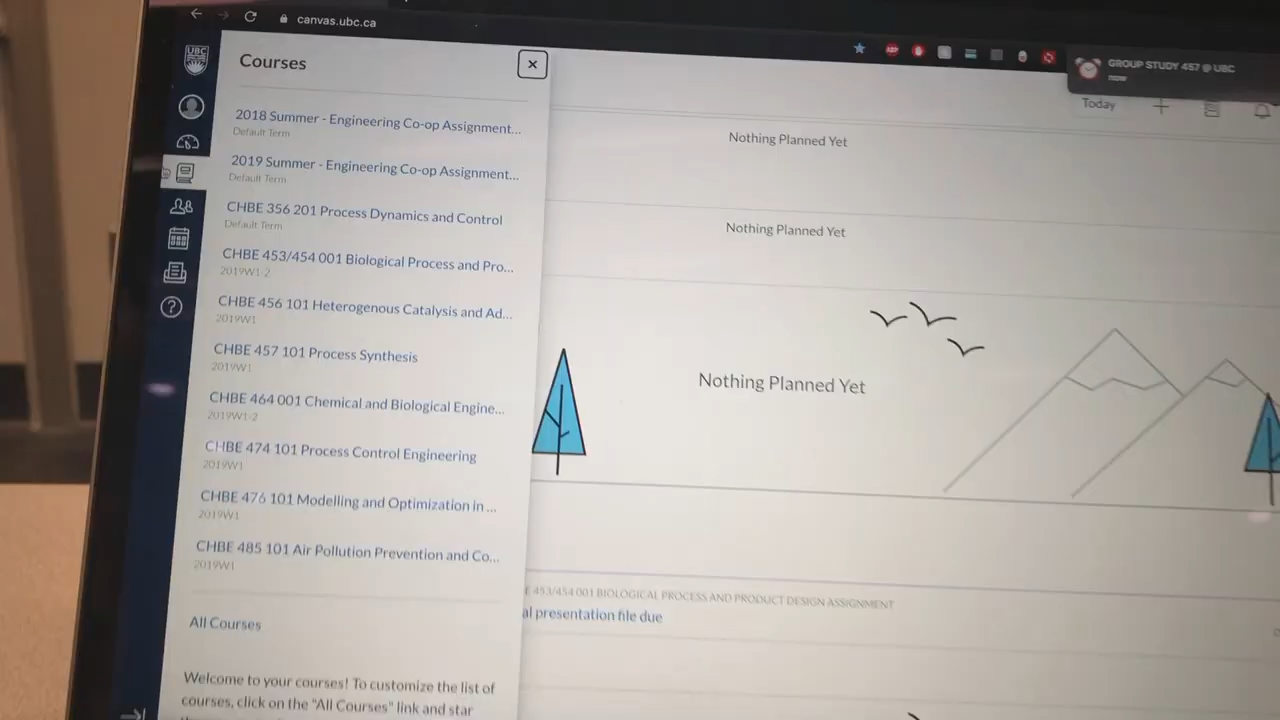 canvas.ubc.ca
UBC
Courses
GROUP STUDY 457 @ UBC
now
Today
2018 Summer - Engineering Co-op Assignment...
Default Term
Nothing Planned Yet
2019 Summer - Engineering Co-op Assignment...
Default Term
CHBE 356 201 Process Dynamics and Control
Default Term
Nothing Planned Yet
CHBE 453/454 001 Biological Process and Pro...
2019W1-2
CHBE 456 101 Heterogenous Catalysis and Ad...
2019W1
CHBE 457 101 Process Synthesis
2019W1
Nothing Planned Yet
CHBE 464 001 Chemical and Biological Engine...
2019W1-2
CHBE 474 101 Process Control Engineering
2019W1
CHBE 476 101 Modelling and Optimization in ...
2019W1
CHBE 485 101 Air Pollution Prevention and Co...
2019W1
E 453/454 001 BIOLOGICAL PROCESS AND PRODUCT DESIGN ASSIGNMENT
al presentation file due
All Courses
Welcome to your courses! To customize the list of
courses, click on the "All Courses" link and star